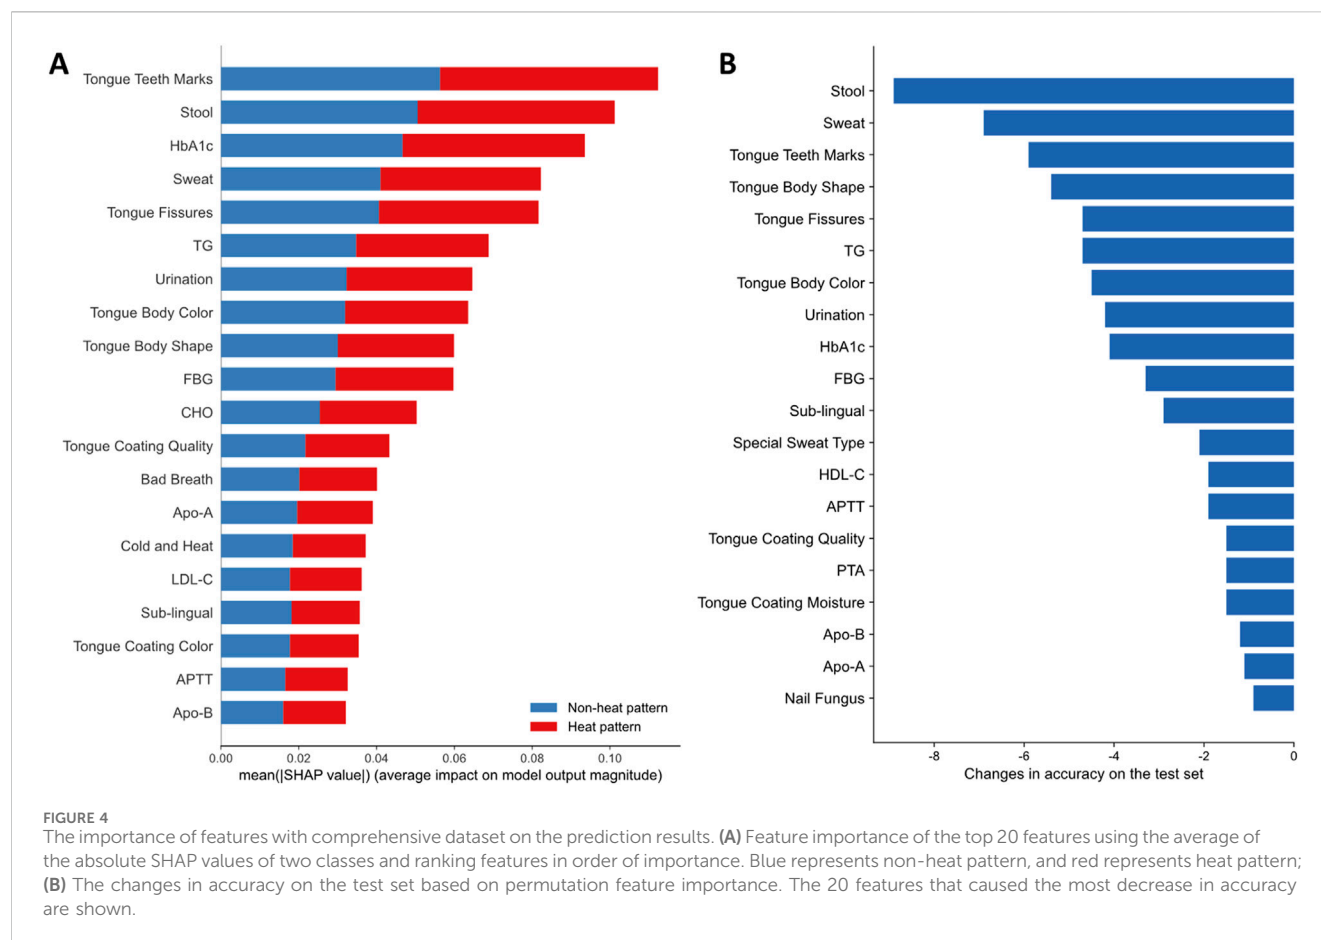 A
Tongue Teeth Marks
Stool
HbA1c
Sweat
Tongue Fissures
TG
Urination
Tongue Body Color
Tongue Body Shape
FBG
CHO
Tongue Coating Quality
Bad Breath
Apo-A
Cold and Heat
LDL-C
Sub-lingual
Tongue Coating Color
APTT
Apo-B
Non-heat pattern
Heat pattern
0.00 0.02 0.04 0.06 0.08 0.10
mean(|SHAP value|) (average impact on model output magnitude)
B
Stool
Sweat
Tongue Teeth Marks
Tongue Body Shape
Tongue Fissures
TG
Tongue Body Color
Urination
HbA1c
FBG
Sub-lingual
Special Sweat Type
HDL-C
APTT
Tongue Coating Quality
PTA
Tongue Coating Moisture
Apo-B
Apo-A
Nail Fungus
-8 -6 -4 -2 0
Changes in accuracy on the test set
FIGURE 4
The importance of features with comprehensive dataset on the prediction results. (A) Feature importance of the top 20 features using the average of
the absolute SHAP values of two classes and ranking features in order of importance. Blue represents non-heat pattern, and red represents heat pattern;
(B) The changes in accuracy on the test set based on permutation feature importance. The 20 features that caused the most decrease in accuracy
are shown.